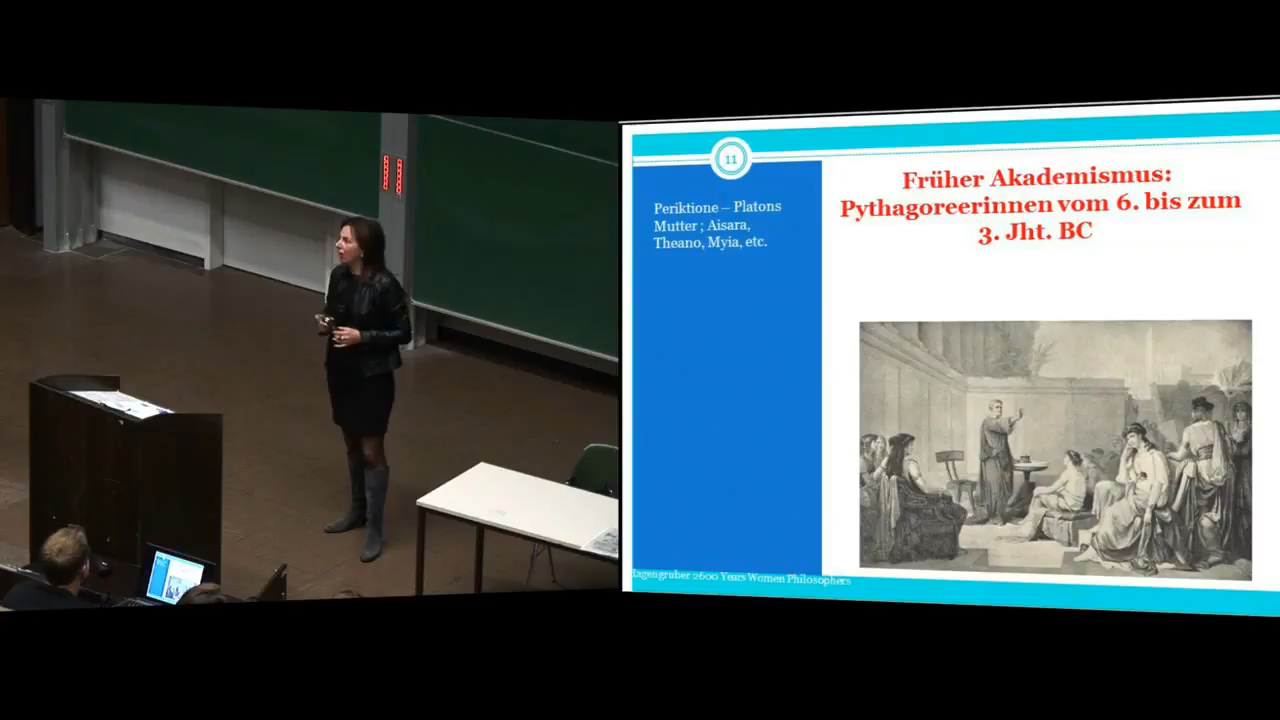 11
Früher Akademismus:
Pythagoreerinnen vom 6. bis zum
3. Jht. BC
Periktione – Platons
Mutter ; Aisara,
Theano, Myia, etc.
Hagengruber 2600 Years Women Philosophers